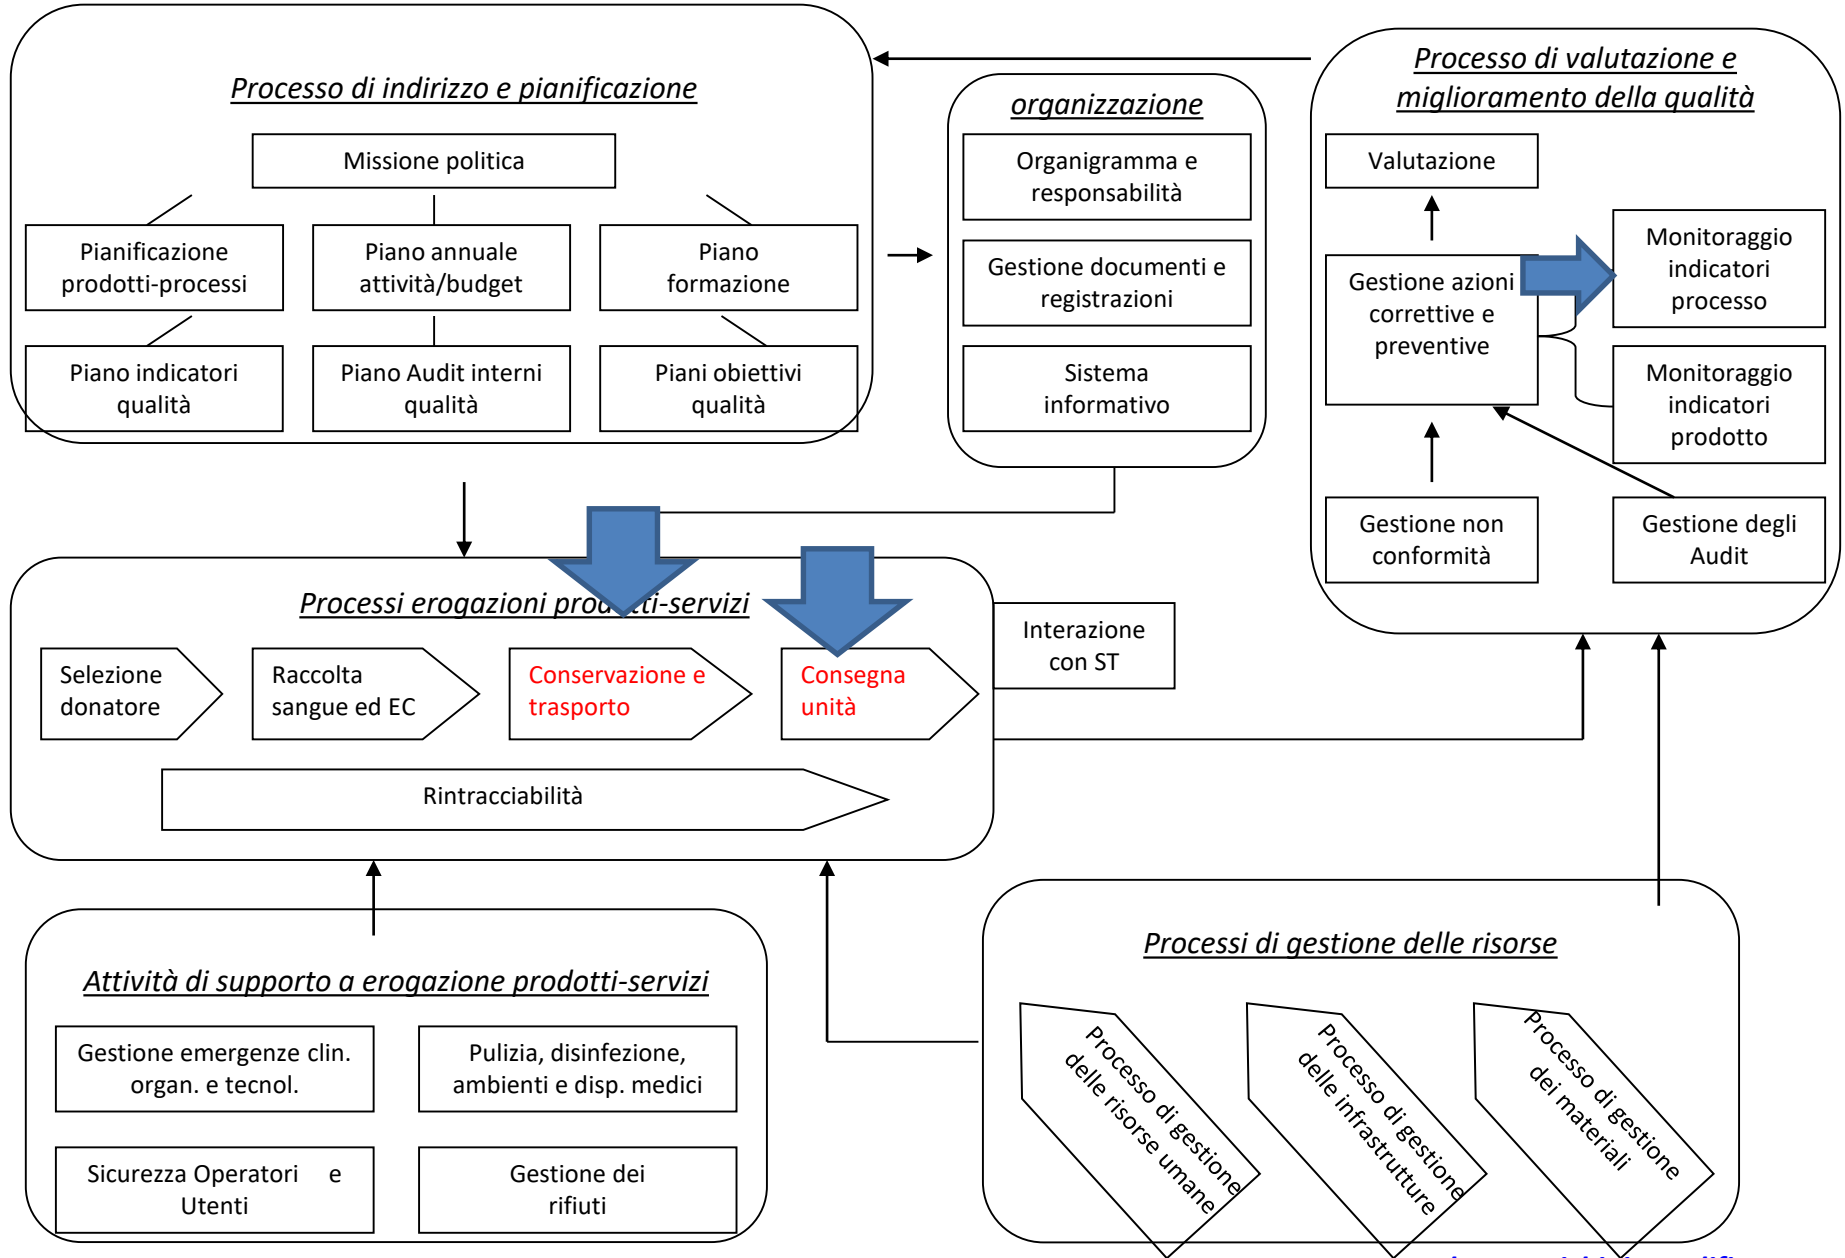 Processo di indirizzo e pianificazione
Missione politica
Pianificazione
prodotti-processi
Piano annuale
attività/budget
Piano
formazione
Piano indicatori
qualità
Piano Audit interni
qualità
Piani obiettivi
qualità
organizzazione
Organigramma e
responsabilità
Gestione documenti e
registrazioni
Sistema
informativo
Processo di valutazione e
miglioramento della qualità
Valutazione
Gestione azioni
correttive e
preventive
Monitoraggio
indicatori
processo
Monitoraggio
indicatori
prodotto
Gestione non
conformità
Gestione degli
Audit
Processi erogazioni prodotti-servizi
Selezione
donatore
Raccolta
sangue ed EC
Conservazione e
trasporto
Consegna
unità
Rintracciabilità
Interazione
con ST
Attività di supporto a erogazione prodotti-servizi
Gestione emergenze clin.
organ. e tecnol.
Pulizia, disinfezione,
ambienti e disp. medici
Sicurezza Operatori e
Utenti
Gestione dei
rifiuti
Processi di gestione delle risorse
Processo di gestione
delle risorse umane
Processo di gestione
delle infrastrutture
Processo di gestione
dei materiali